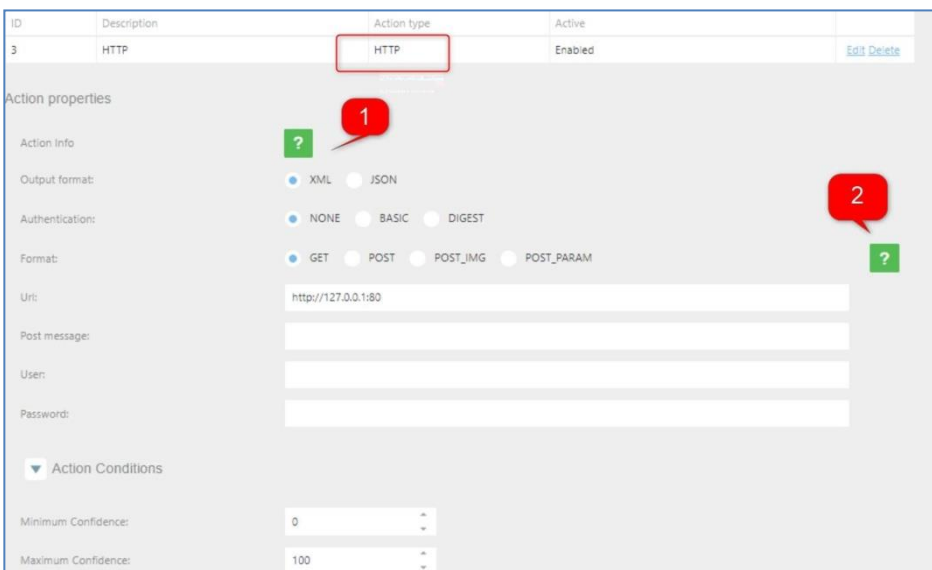 ID Description Action type Active
3 HTTP HTTP Enabled Edit Delete
Action properties
1
Action Info ?
Output format: XML JSON
2
Authentication: NONE BASIC DIGEST
Format: GET POST POST_IMG POST_PARAM ?
Url: http://127.0.0.1:80
Post message:
User:
Password:
Action Conditions
Minimum Confidence: 0
Maximum Confidence: 100